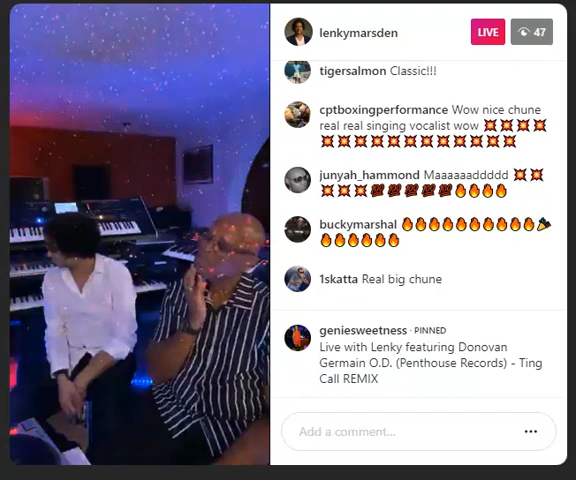 lenkymarsden
LIVE
47
tigersalmon Classic!!!
cptboxingperformance Wow nice chune
real real singing vocalist wow 💥💥💥💥
💥💥💥💥💥💥💥💥💥💥💥💥
junyah_hammond Maaaaaaddddd 💥💥
💥💥💥💯💯💯💯💯🔥🔥🔥🔥
buckymarshal 🔥🔥🔥🔥🔥🔥🔥🔥🔥🔥🎉
🔥🔥🔥🔥🔥🔥
1skatta Real big chune
geniesweetness · PINNED
Live with Lenky featuring Donovan
Germain O.D. (Penthouse Records) - Ting
Call REMIX
Add a comment...